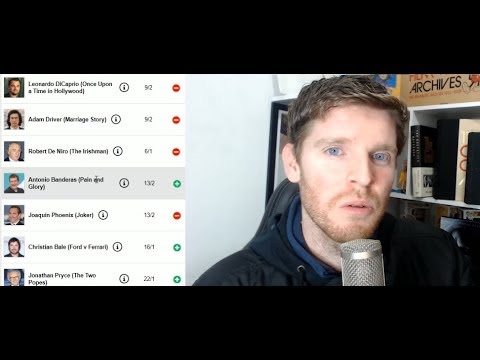 Leonardo DiCaprio (Once Upon
a Time in Hollywood)
9/2
Adam Driver (Marriage Story)
9/2
Robert De Niro (The Irishman)
6/1
Antonio Banderas (Pain and
Glory)
13/2
Joaquin Phoenix (Joker)
13/2
Christian Bale (Ford v Ferrari)
16/1
Jonathan Pryce (The Two
Popes)
22/1
ARCHIVES